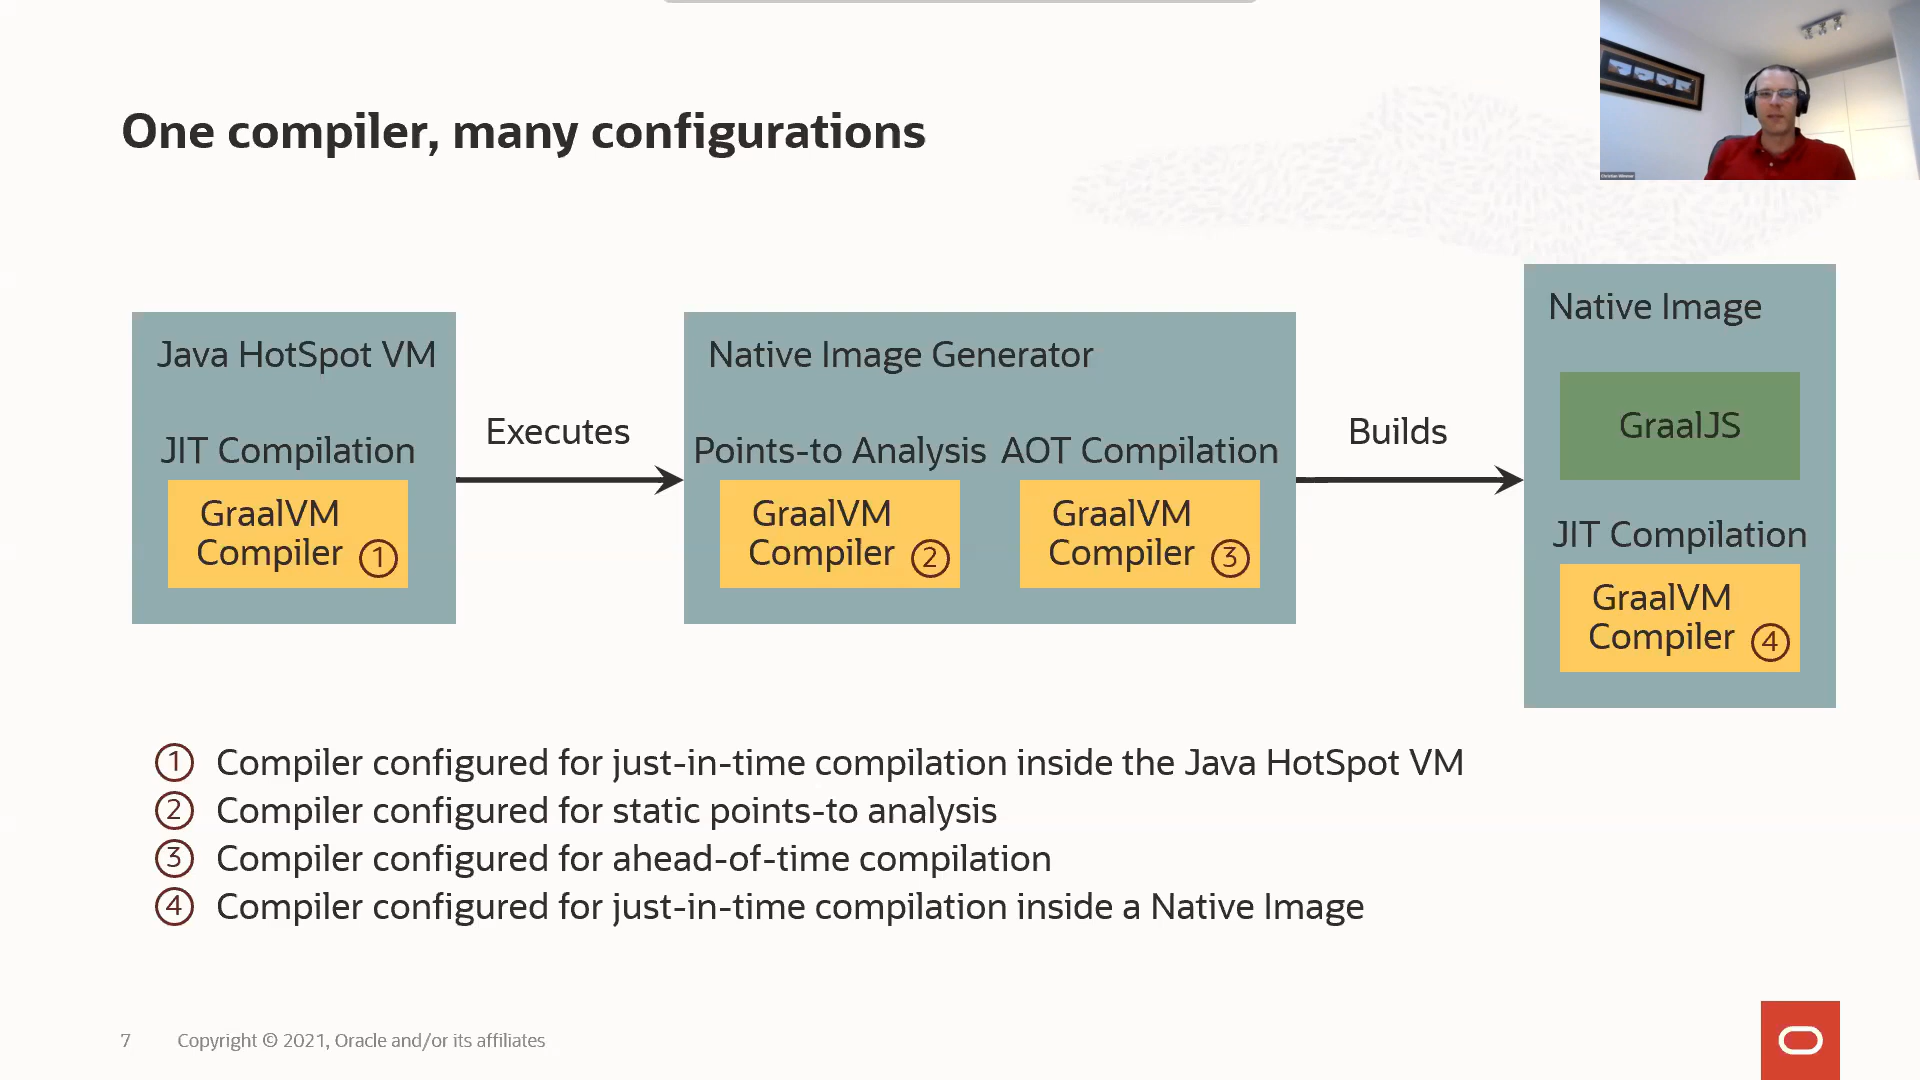 Christian Wimmer
One compiler, many configurations
Java HotSpot VM
JIT Compilation
GraalVM
Compiler ①
Executes
Native Image Generator
Points-to Analysis
GraalVM
Compiler ②
AOT Compilation
GraalVM
Compiler ③
Builds
Native Image
GraalJS
JIT Compilation
GraalVM
Compiler ④
① Compiler configured for just-in-time compilation inside the Java HotSpot VM
② Compiler configured for static points-to analysis
③ Compiler configured for ahead-of-time compilation
④ Compiler configured for just-in-time compilation inside a Native Image
7 Copyright © 2021, Oracle and/or its affiliates